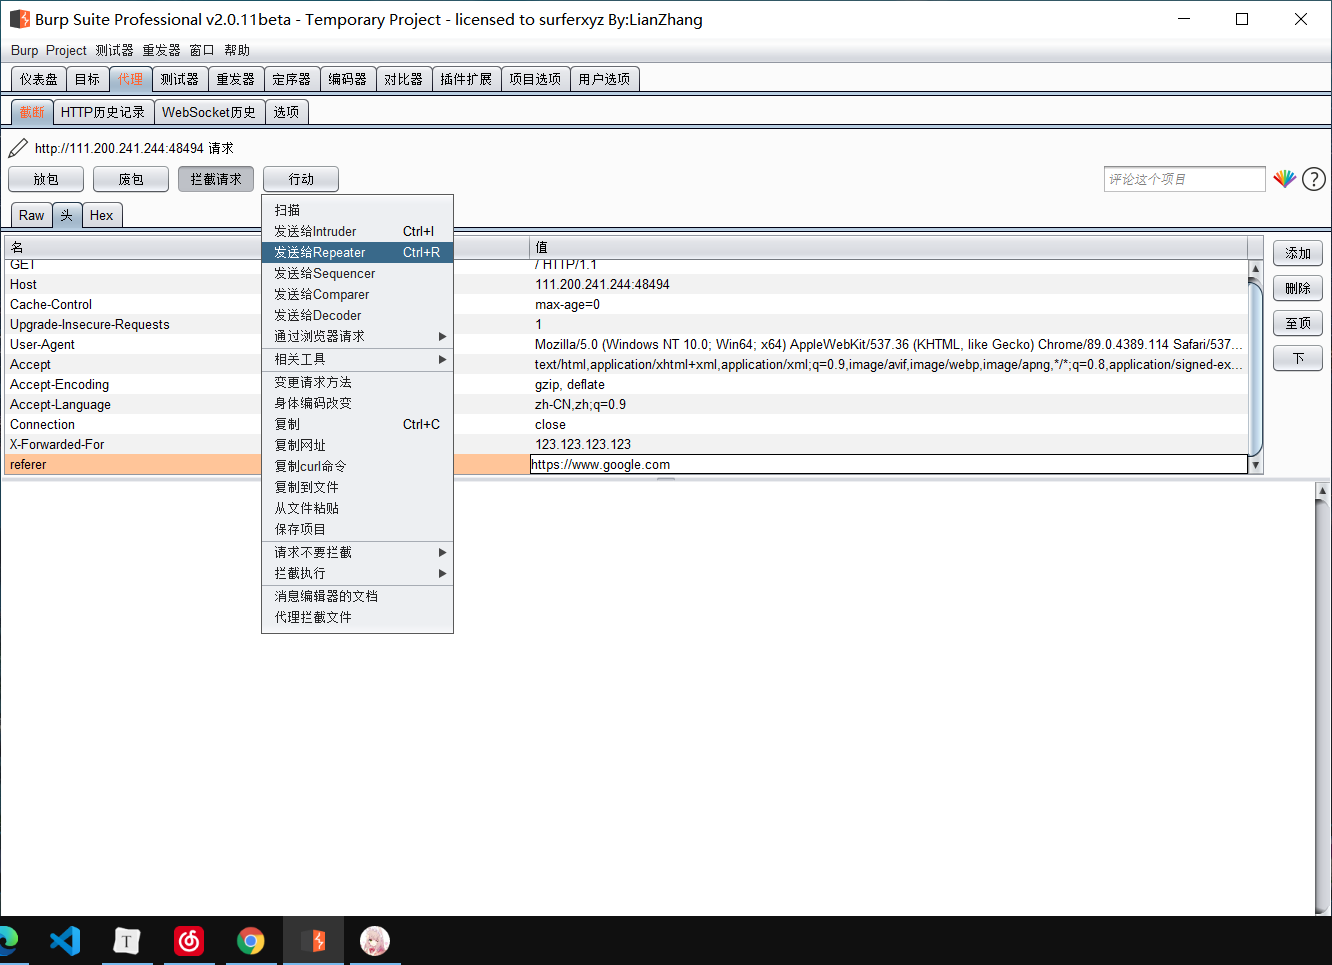 Burp Suite Professional v2.0.11beta - Temporary Project - licensed to surferxyz By:LianZhang
Burp Project 测试器 重发器 窗口 帮助
仪表盘 目标 代理 测试器 重发器 定序器 编码器 对比器 插件扩展 项目选项 用户选项
截断 HTTP历史记录 WebSocket历史 选项
http://111.200.241.244:48494 请求
放包 废包 拦截请求 行动 评论这个项目 ?
Raw 头 Hex
扫描
发送给Intruder Ctrl+I
发送给Repeater Ctrl+R
发送给Sequencer
发送给Comparer
发送给Decoder
通过浏览器请求
相关工具
变更请求方法
身体编码改变
复制 Ctrl+C
复制网址
复制curl命令
复制到文件
从文件粘贴
保存项目
请求不要拦截
拦截执行
消息编辑器的文档
代理拦截文件
名 值
GET / HTTP/1.1
Host 111.200.241.244:48494
Cache-Control max-age=0
Upgrade-Insecure-Requests 1
User-Agent Mozilla/5.0 (Windows NT 10.0; Win64; x64) AppleWebKit/537.36 (KHTML, like Gecko) Chrome/89.0.4389.114 Safari/537...
Accept text/html,application/xhtml+xml,application/xml;q=0.9,image/avif,image/webp,image/apng,*/*;q=0.8,application/signed-ex...
Accept-Encoding gzip, deflate
Accept-Language zh-CN,zh;q=0.9
Connection close
X-Forwarded-For 123.123.123.123
referer https://www.google.com
添加
删除
至顶
下
T